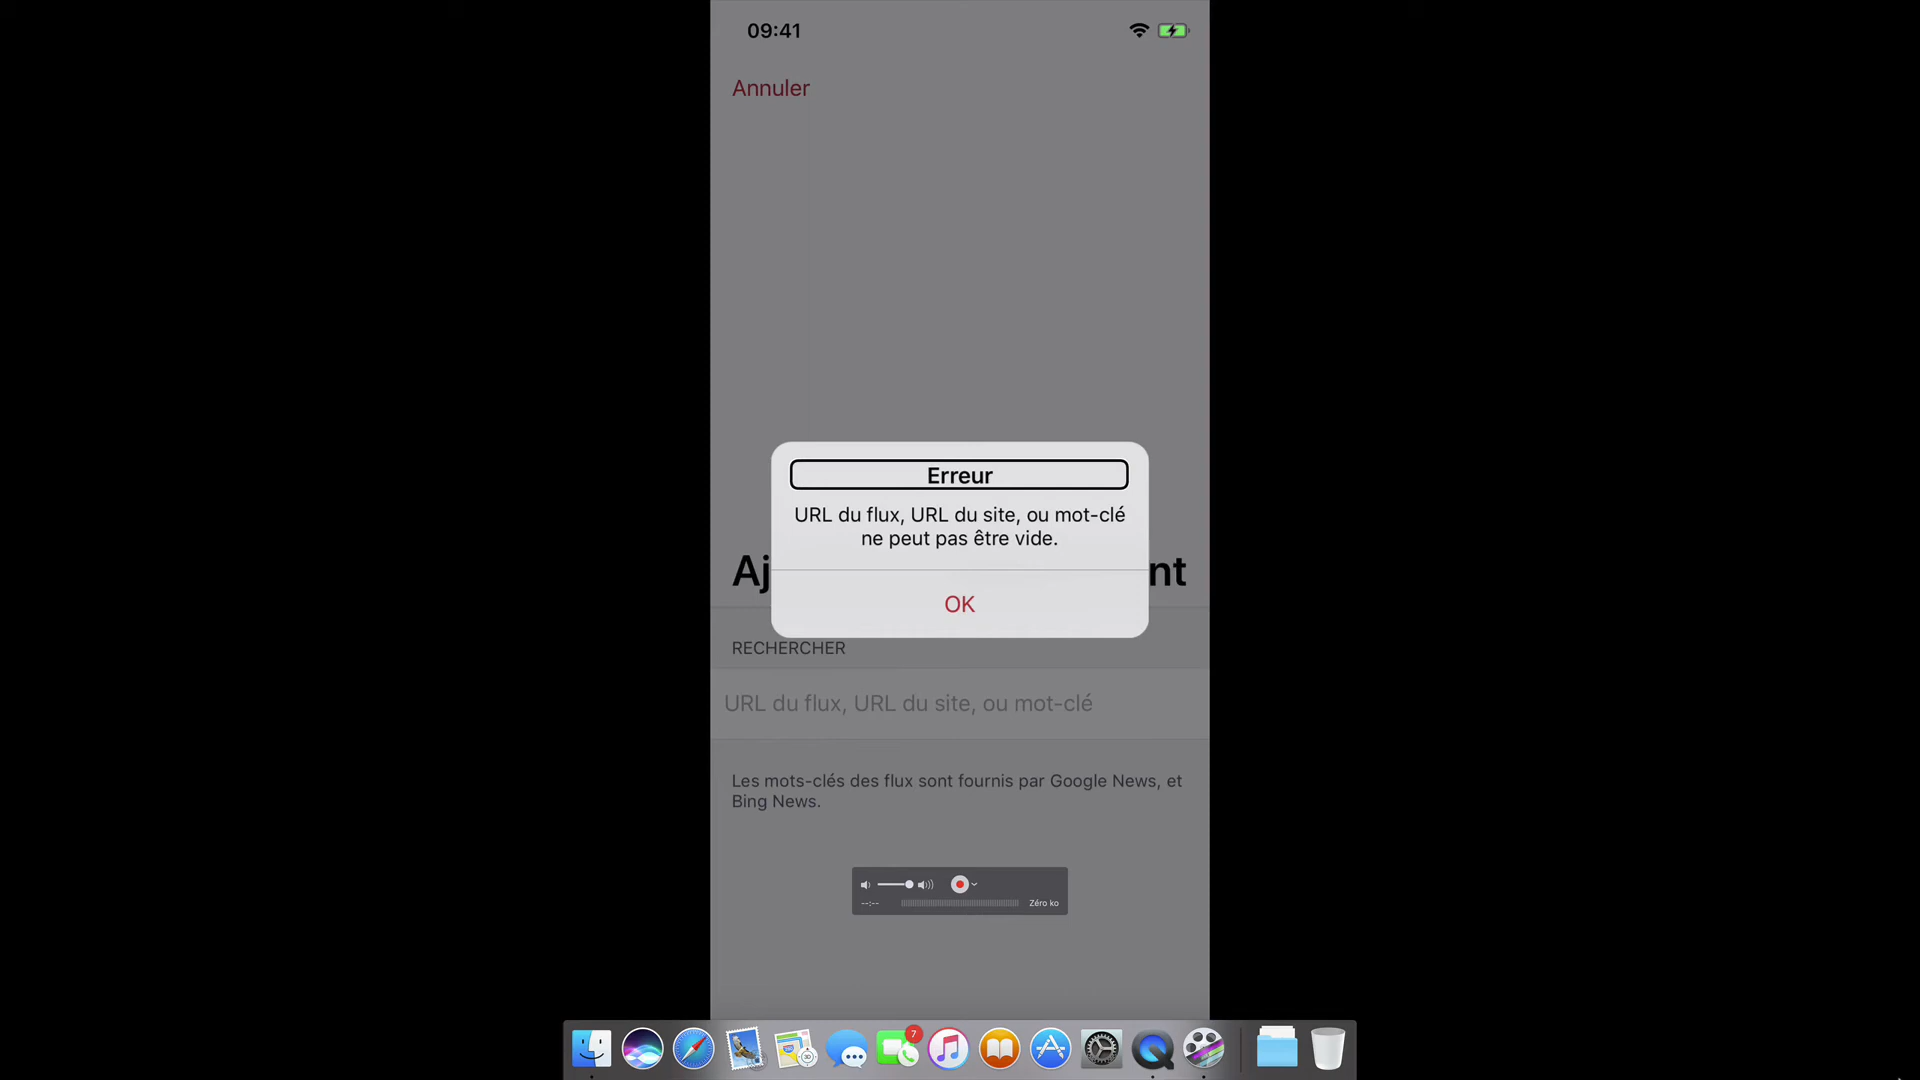 09:41
Annuler
Erreur
URL du flux, URL du site, ou mot-clé
ne peut pas être vide.
Aj
nt
OK
RECHERCHER
URL du flux, URL du site, ou mot-clé
Les mots-clés des flux sont fournis par Google News, et
Bing News.
--:--
Zéro ko
7
3D